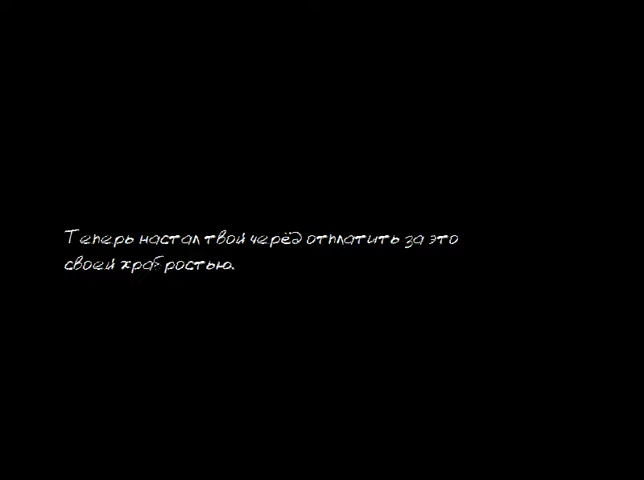 Теперь настал твой черёд отплатить за это
своей храбростью.